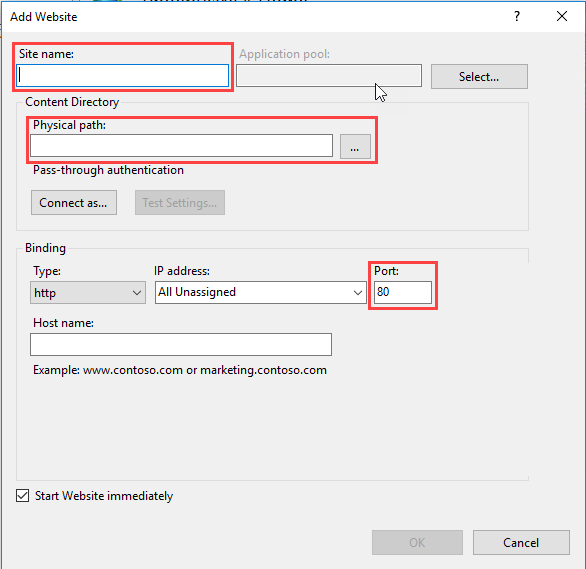 Add Website
?
Site name:
Application pool:
Select...
Content Directory
Physical path:
...
Pass-through authentication
Connect as...
Test Settings...
Binding
Type:
IP address:
Port:
http
All Unassigned
80
Host name:
Example: www.contoso.com or marketing.contoso.com
Start Website immediately
OK
Cancel